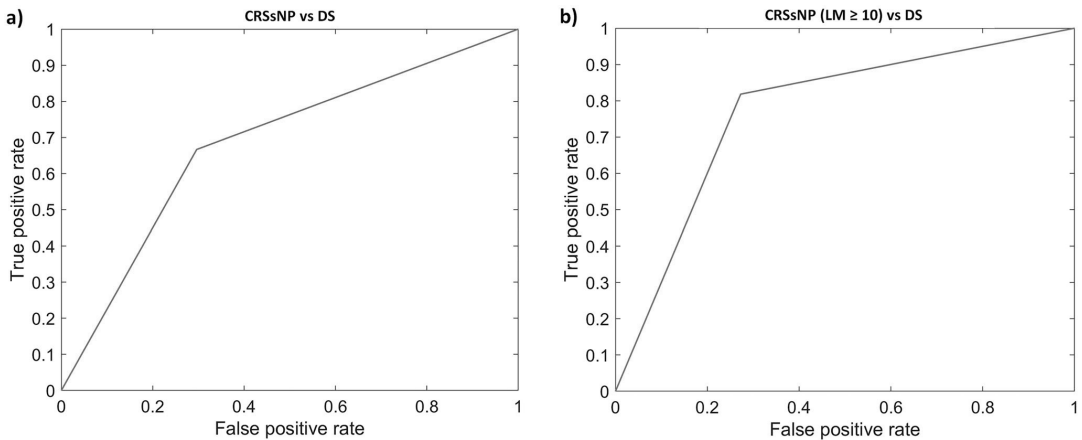 a)
CRSsNP vs DS
1
0.9
0.8
0.7
0.6
0.5
0.4
0.3
0.2
0.1
0
True positive rate
0 0.2 0.4 0.6 0.8 1
False positive rate
b)
CRSsNP (LM ≥ 10) vs DS
1
0.9
0.8
0.7
0.6
0.5
0.4
0.3
0.2
0.1
0
True positive rate
0 0.2 0.4 0.6 0.8 1
False positive rate